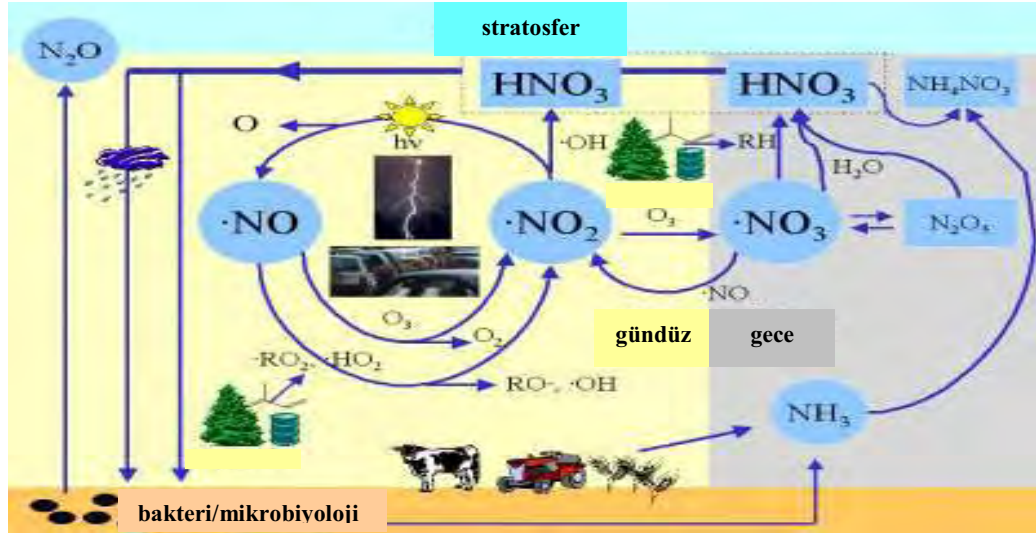 stratosfer
N₂O
HNO₃
HNO₃
NH₄NO₃
O
hν
·OH
RH
H₂O
·NO
·NO₂
O₃
·NO₃
N₂O₅
·NO
O₃
O₂
gündüz
gece
·RO₂, ·HO₂
RO·, ·OH
NH₃
bakteri/mikrobiyoloji